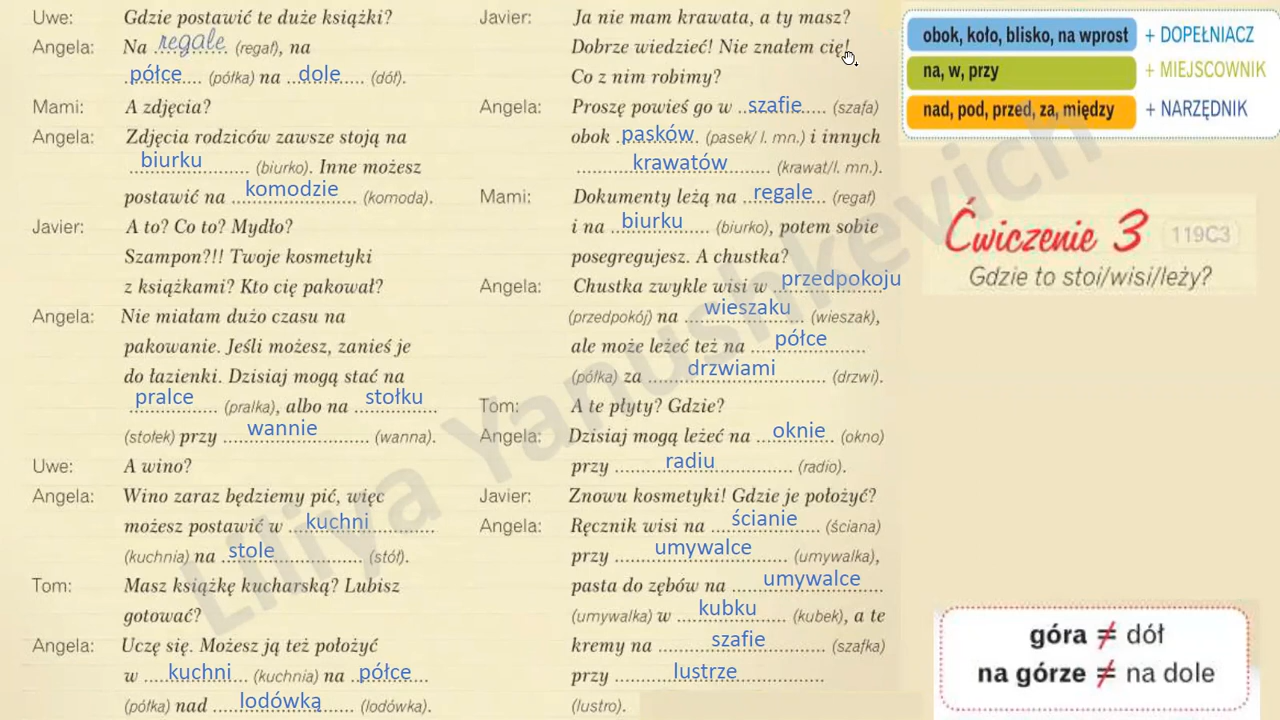 Uwe: Gdzie postawić te duże książki?
Angela: Na regale (regał), na
półce (półka) na dole (dół).
Mami: A zdjęcia?
Angela: Zdjęcia rodziców zawsze stoją na
biurku (biurko). Inne możesz
postawić na komodzie (komoda).
Javier: A to? Co to? Mydło?
Szampon?!! Twoje kosmetyki
z książkami? Kto cię pakował?
Angela: Nie miałam dużo czasu na
pakowanie. Jeśli możesz, zanieś je
do łazienki. Dzisiaj mogą stać na
pralce (pralka), albo na stołku
(stołek) przy wannie (wanna).
Uwe: A wino?
Angela: Wino zaraz będziemy pić, więc
możesz postawić w kuchni
(kuchnia) na stole (stół).
Tom: Masz książkę kucharską? Lubisz
gotować?
Angela: Uczę się. Możesz ją też położyć
w kuchni (kuchnia) na półce
(półka) nad lodówką (lodówka).
Javier: Ja nie mam krawata, a ty masz?
Dobrze wiedzieć! Nie znałem cię!
Co z nim robimy?
Angela: Proszę powieś go w szafie (szafa)
obok pasków (pasek/ l. mn.) i innych
krawatów (krawat/l. mn.).
Mami: Dokumenty leżą na regale (regał)
i na biurku (biurko), potem sobie
posegregujesz. A chustka?
Angela: Chustka zwykle wisi w przedpokoju
(przedpokój) na wieszaku (wieszak),
ale może leżeć też na półce
(półka) za drzwiami (drzwi).
Tom: A te płyty? Gdzie?
Angela: Dzisiaj mogą leżeć na oknie (okno)
przy radiu (radio).
Javier: Znowu kosmetyki! Gdzie je położyć?
Angela: Ręcznik wisi na ścianie (ściana)
przy umywalce (umywalka),
pasta do zębów na umywalce
(umywalka) w kubku (kubek), a te
kremy na szafie (szafka)
przy lustrze
(lustro).
obok, koło, blisko, na wprost + DOPEŁNIACZ
na, w, przy + MIEJSCOWNIK
nad, pod, przed, za, między + NARZĘDNIK
Ćwiczenie 3 119C3
Gdzie to stoi/wisi/leży?
góra ≠ dół
na górze ≠ na dole
Liliya Yanushkevich